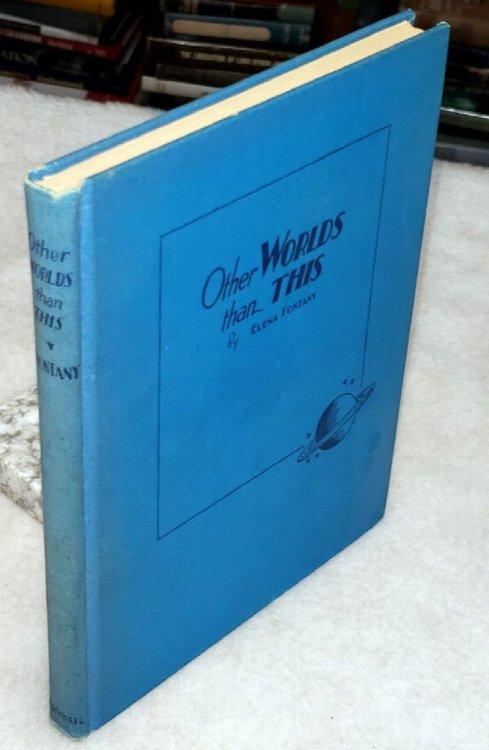 Other
WORLDS
than
THIS
FONTANY
Other WORLDS
than THIS
By ELENA FONTANY